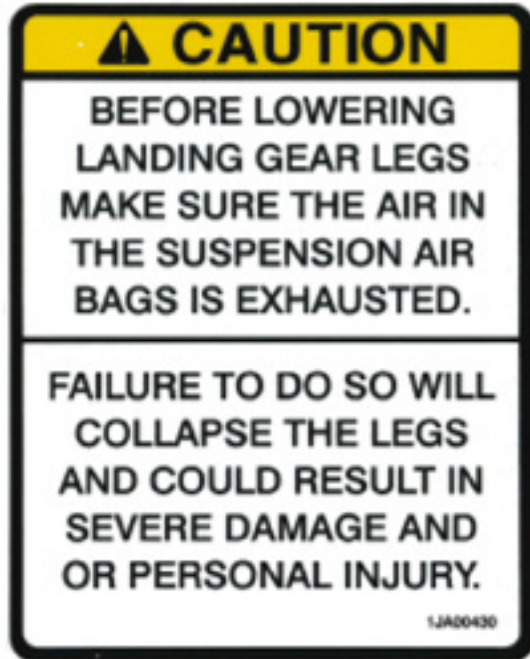 CAUTION
BEFORE LOWERING
LANDING GEAR LEGS
MAKE SURE THE AIR IN
THE SUSPENSION AIR
BAGS IS EXHAUSTED.
FAILURE TO DO SO WILL
COLLAPSE THE LEGS
AND COULD RESULT IN
SEVERE DAMAGE AND
OR PERSONAL INJURY.
1JA00430